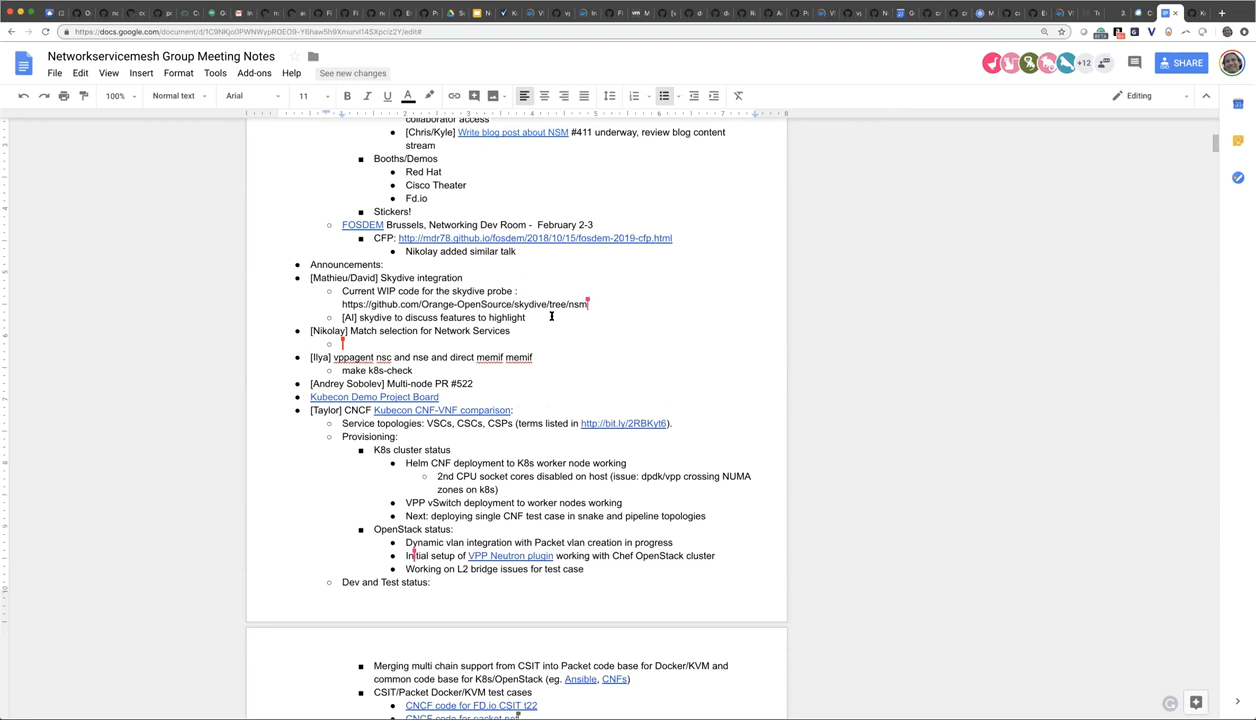 https://docs.google.com/document/d/1C9NKjo0PWNWypROEO9-Y6haw5h9Xmurvl14SXpciz2Y/edit#
Networkservicemesh Group Meeting Notes
File Edit View Insert Format Tools Add-ons Help See new changes
+12
SHARE
100% Normal text Arial 11 B I U A Editing
collaborator access
[Chris/Kyle] Write blog post about NSM #411 underway, review blog content
stream
Booths/Demos
Red Hat
Cisco Theater
Fd.io
Stickers!
FOSDEM Brussels, Networking Dev Room - February 2-3
CFP: http://mdr78.github.io/fosdem/2018/10/15/fosdem-2019-cfp.html
Nikolay added similar talk
Announcements:
[Mathieu/David] Skydive integration
Current WIP code for the skydive probe :
https://github.com/Orange-OpenSource/skydive/tree/nsm
[AI] skydive to discuss features to highlight
[Nikolay] Match selection for Network Services
[Ilya] vppagent nsc and nse and direct memif memif
make k8s-check
[Andrey Sobolev] Multi-node PR #522
Kubecon Demo Project Board
[Taylor] CNCF Kubecon CNF-VNF comparison:
Service topologies: VSCs, CSCs, CSPs (terms listed in http://bit.ly/2RBKyt6).
Provisioning:
K8s cluster status
Helm CNF deployment to K8s worker node working
2nd CPU socket cores disabled on host (issue: dpdk/vpp crossing NUMA
zones on k8s)
VPP vSwitch deployment to worker nodes working
Next: deploying single CNF test case in snake and pipeline topologies
OpenStack status:
Dynamic vlan integration with Packet vlan creation in progress
Initial setup of VPP Neutron plugin working with Chef OpenStack cluster
Working on L2 bridge issues for test case
Dev and Test status:
Merging multi chain support from CSIT into Packet code base for Docker/KVM and
common code base for K8s/OpenStack (eg. Ansible, CNFs)
CSIT/Packet Docker/KVM test cases
CNCF code for FD.io CSIT t22
CNCF code for packet.net